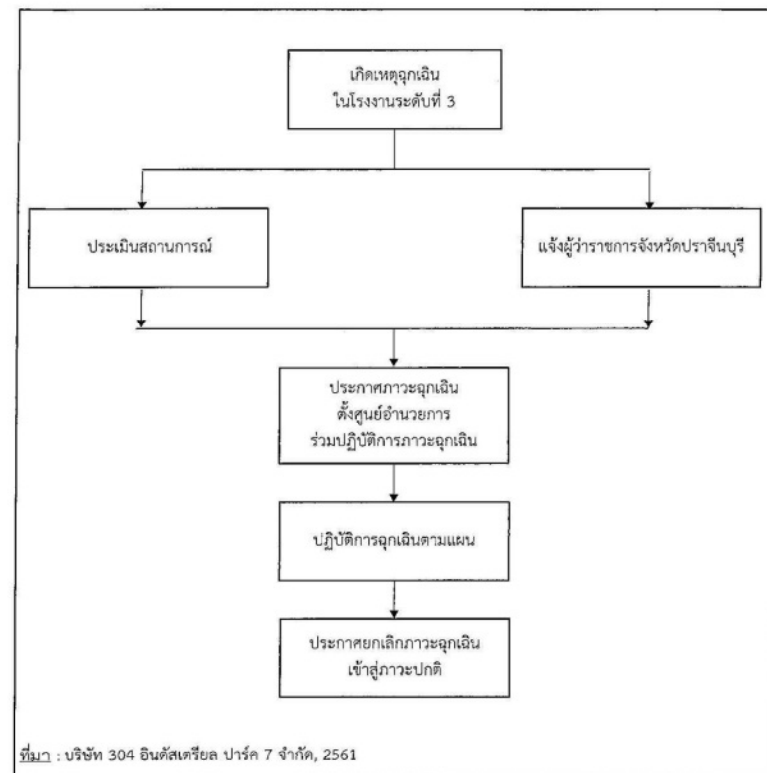 เกิดเหตุฉุกเฉิน
ในโรงงานระดับที่ 3
ประเมินสถานการณ์
แจ้งผู้ว่าราชการจังหวัดปราจีนบุรี
ประกาศภาวะฉุกเฉิน
ตั้งศูนย์อำนวยการ
ร่วมปฏิบัติการภาวะฉุกเฉิน
ปฏิบัติการฉุกเฉินตามแผน
ประกาศยกเลิกภาวะฉุกเฉิน
เข้าสู่ภาวะปกติ
ที่มา : บริษัท 304 อินดัสเตรียล ปาร์ค 7 จำกัด, 2561